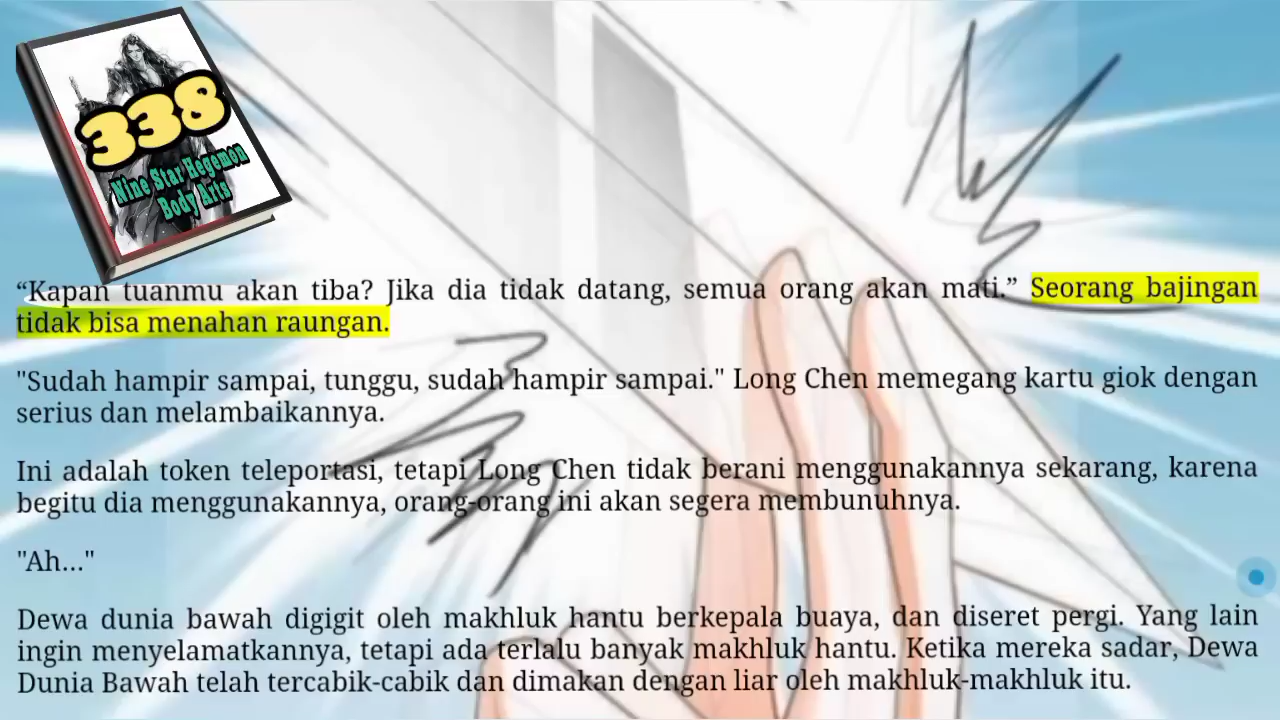 338
Nine Star Hegemon
Body Arts
“Kapan tuanmu akan tiba? Jika dia tidak datang, semua orang akan mati.” Seorang bajingan
tidak bisa menahan raungan.
"Sudah hampir sampai, tunggu, sudah hampir sampai." Long Chen memegang kartu giok dengan
serius dan melambaikannya.
Ini adalah token teleportasi, tetapi Long Chen tidak berani menggunakannya sekarang, karena
begitu dia menggunakannya, orang-orang ini akan segera membunuhnya.
"Ah..."
Dewa dunia bawah digigit oleh makhluk hantu berkepala buaya, dan diseret pergi. Yang lain
ingin menyelamatkannya, tetapi ada terlalu banyak makhluk hantu. Ketika mereka sadar, Dewa
Dunia Bawah telah tercabik-cabik dan dimakan dengan liar oleh makhluk-makhluk itu.